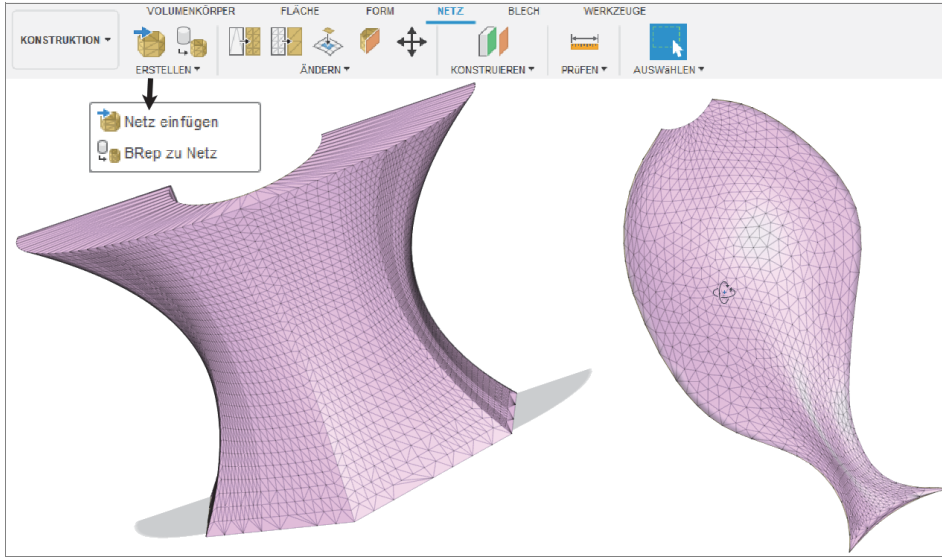 VOLUMENKÖRPER FLÄCHE FORM NETZ BLECH WERKZEUGE
KONSTRUKTION
ERSTELLEN ÄNDERN KONSTRUIEREN PRüFEN AUSWäHLEN
Netz einfügen
BRep zu Netz